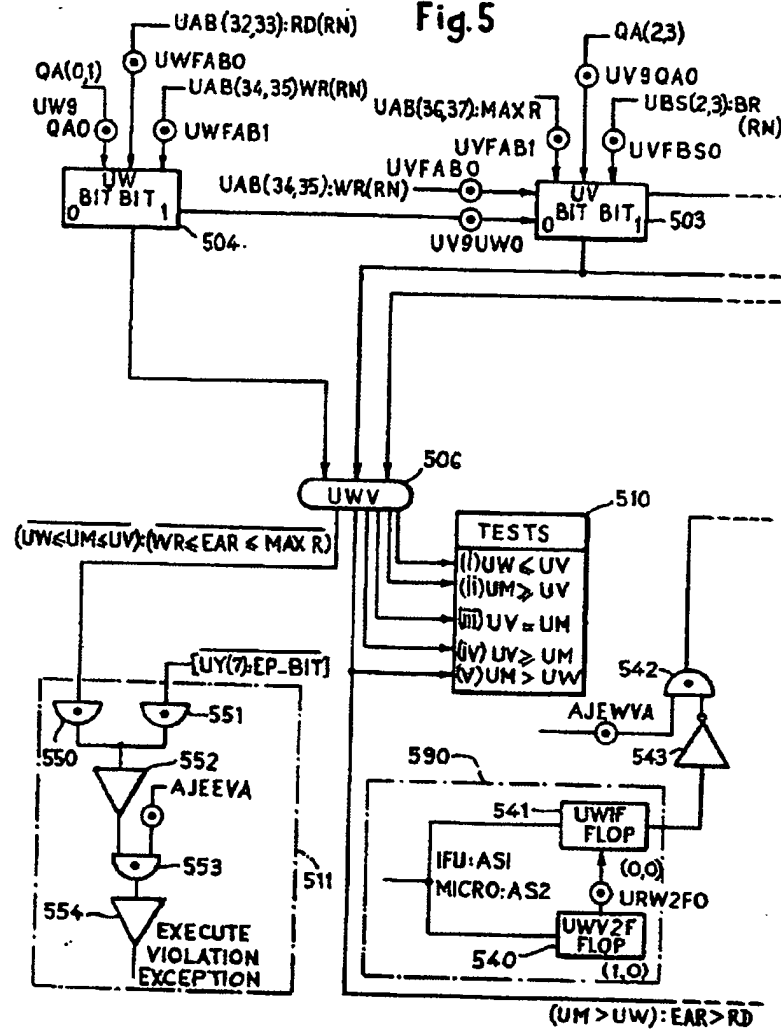 Fig.5
UAB(32,33):RD(RN)
QA(2,3)
UWFAB0
QA(0,1)
UAB(34,35)WR(RN)
UV9QA0
UW9
QA0
UWFAB1
UAB(36,37):MAX R
UBS(2,3):BR
(RN)
UVFAB1
UVFBS0
UVFAB0
UW
BIT BIT
0 1
UAB(34,35):WR(RN)
UV
BIT BIT
0 1
503
504
UV9UW0
506
UWV
510
TESTS
(UW≤UM≤UV):(WR≤EAR≤MAX R)
(i)UW≤UV
(ii)UM≥UV
(iii)UV=UM
(iv)UV≥UM
(v)UM>UW
[UY(7):EP_BIT]
542
550
551
AJEWVA
543
552
590
AJEEVA
541
UW1F
FLOP
553
511
IFU:AS1
(0,0)
MICRO:AS2
URW2F0
554
EXECUTE
VIOLATION
EXCEPTION
UWV2F
FLOP
540
(1,0)
(UM>UW):EAR>RD